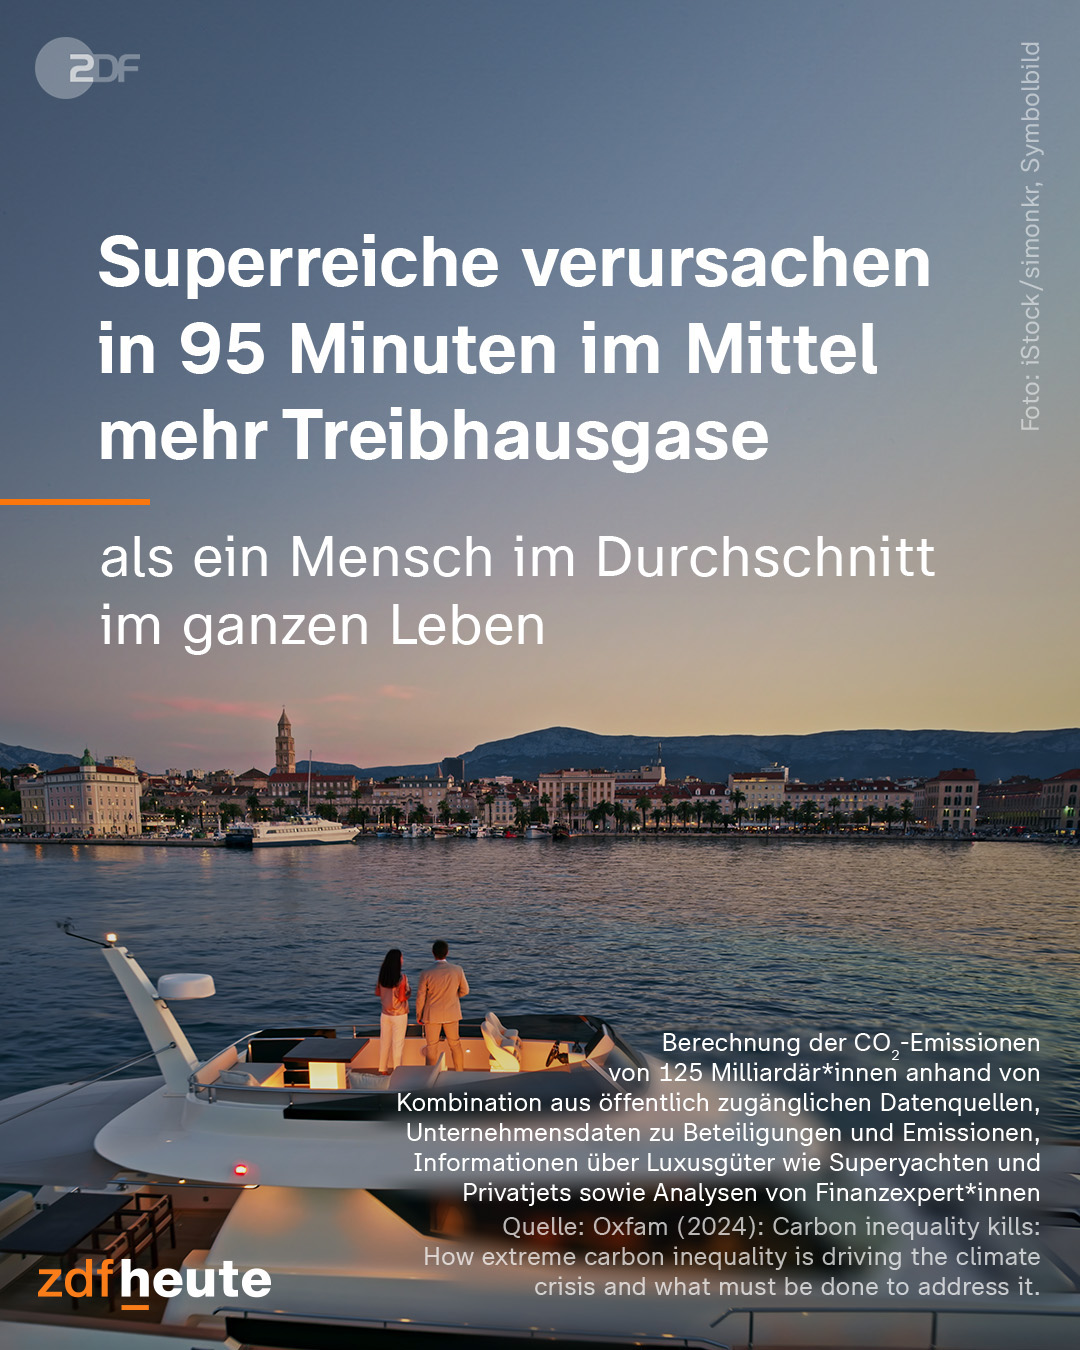 ZDF
Foto: iStock/simonkr, Symbolbild
Superreiche verursachen
in 95 Minuten im Mittel
mehr Treibhausgase
als ein Mensch im Durchschnitt
im ganzen Leben
Berechnung der CO₂-Emissionen
von 125 Milliardär*innen anhand von
Kombination aus öffentlich zugänglichen Datenquellen,
Unternehmensdaten zu Beteiligungen und Emissionen,
Informationen über Luxusgüter wie Superyachten und
Privatjets sowie Analysen von Finanzexpert*innen
Quelle: Oxfam (2024): Carbon inequality kills:
How extreme carbon inequality is driving the climate
crisis and what must be done to address it.
zdfheute